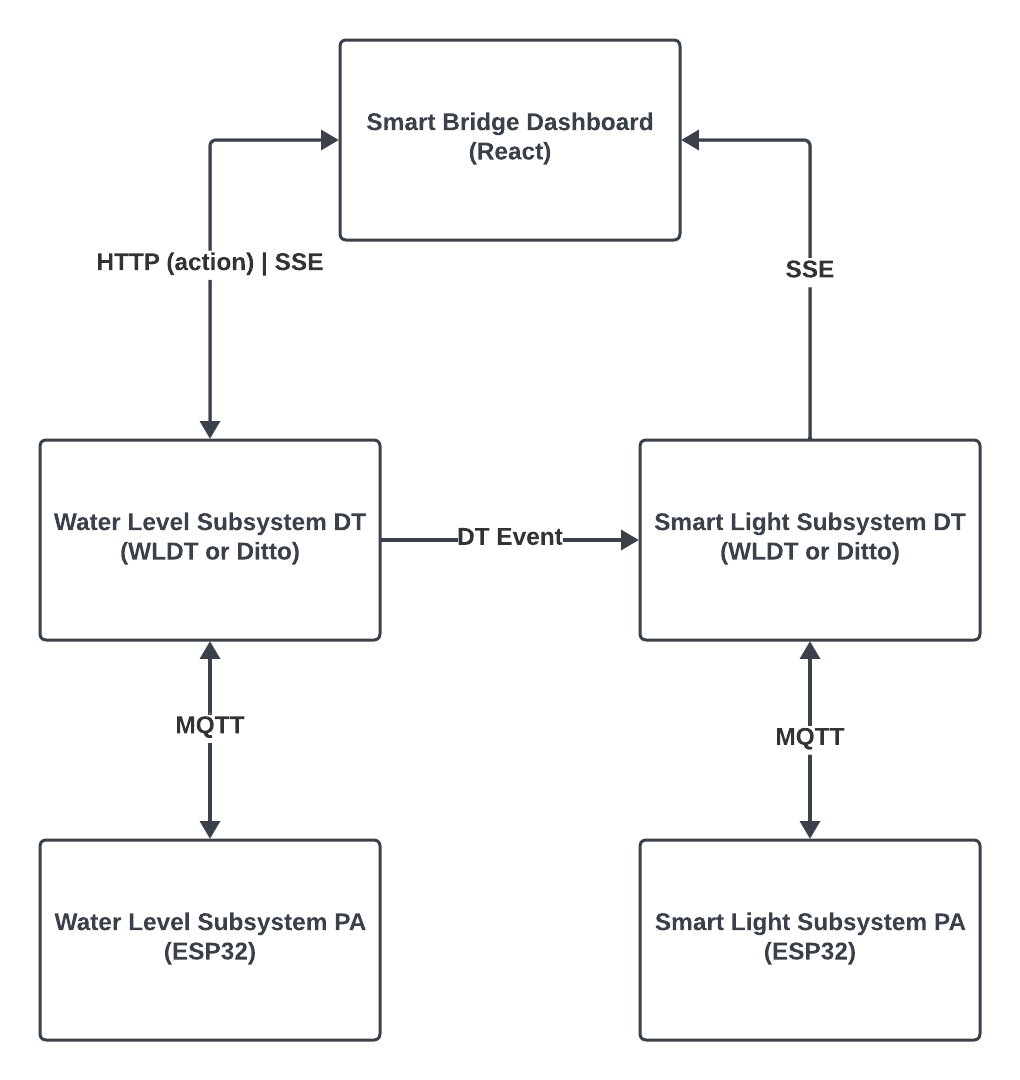 Smart Bridge Dashboard
(React)
HTTP (action) | SSE
SSE
Water Level Subsystem DT
(WLDT or Ditto)
DT Event
Smart Light Subsystem DT
(WLDT or Ditto)
MQTT
MQTT
Water Level Subsystem PA
(ESP32)
Smart Light Subsystem PA
(ESP32)